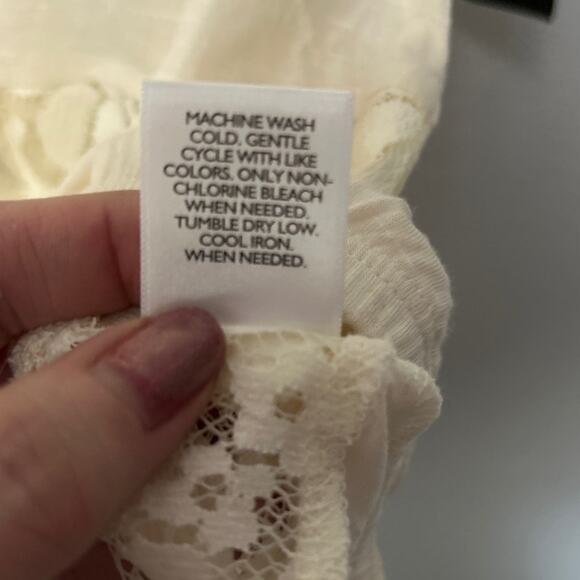 MACHINE WASH
COLD. GENTLE
CYCLE WITH LIKE
COLORS. ONLY NON-
CHLORINE BLEACH
WHEN NEEDED.
TUMBLE DRY LOW.
COOL IRON.
WHEN NEEDED.